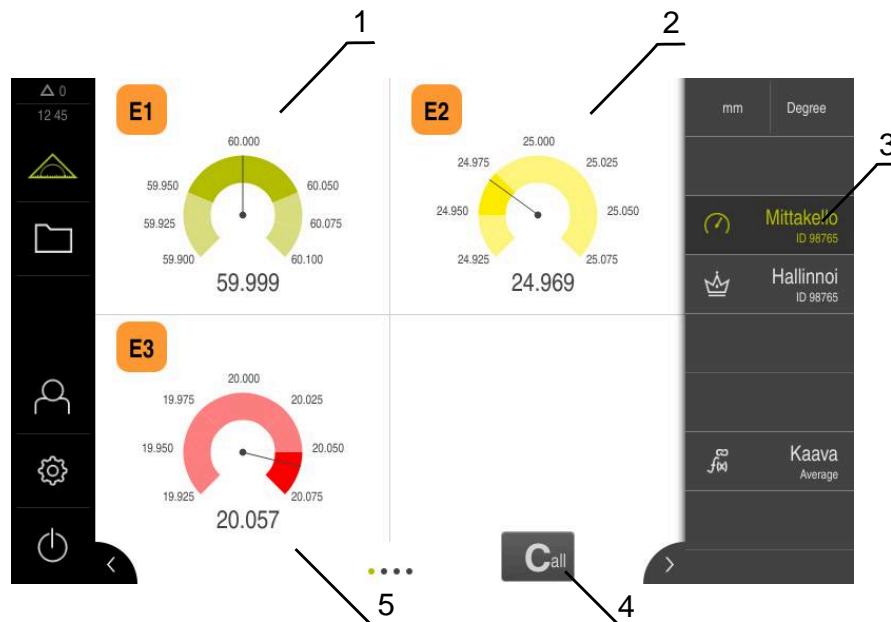 1
2
3
△ 0
12 45
E1
60.000
59.950
60.050
59.925
60.075
59.900
60.100
59.999
E2
25.000
24.975
25.025
24.950
25.050
24.925
25.075
24.969
mm
Degree
Mittakello
ID 98765
Hallinnoi
ID 98765
E3
20.000
19.975
20.025
19.950
20.050
19.925
20.075
20.057
f(x)
Kaava
Average
Call
5
4